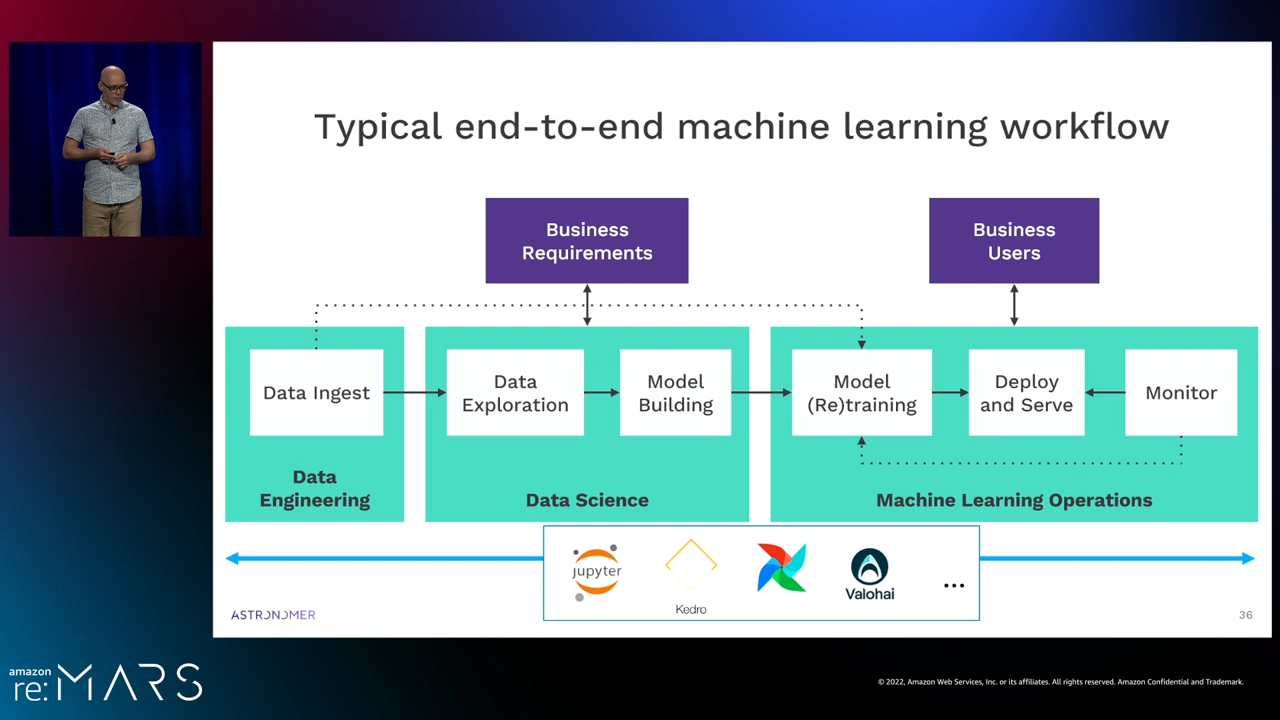 Typical end-to-end machine learning workflow
Business
Requirements
Business
Users
Data Ingest
Data
Exploration
Model
Building
Model
(Re)training
Deploy
and Serve
Monitor
Data
Engineering
Data Science
Machine Learning Operations
jupyter
Kedro
Valohai
...
ASTRONOMER
36
amazon
re:MARS
© 2022, Amazon Web Services, Inc. or its affiliates. All rights reserved. Amazon Confidential and Trademark.